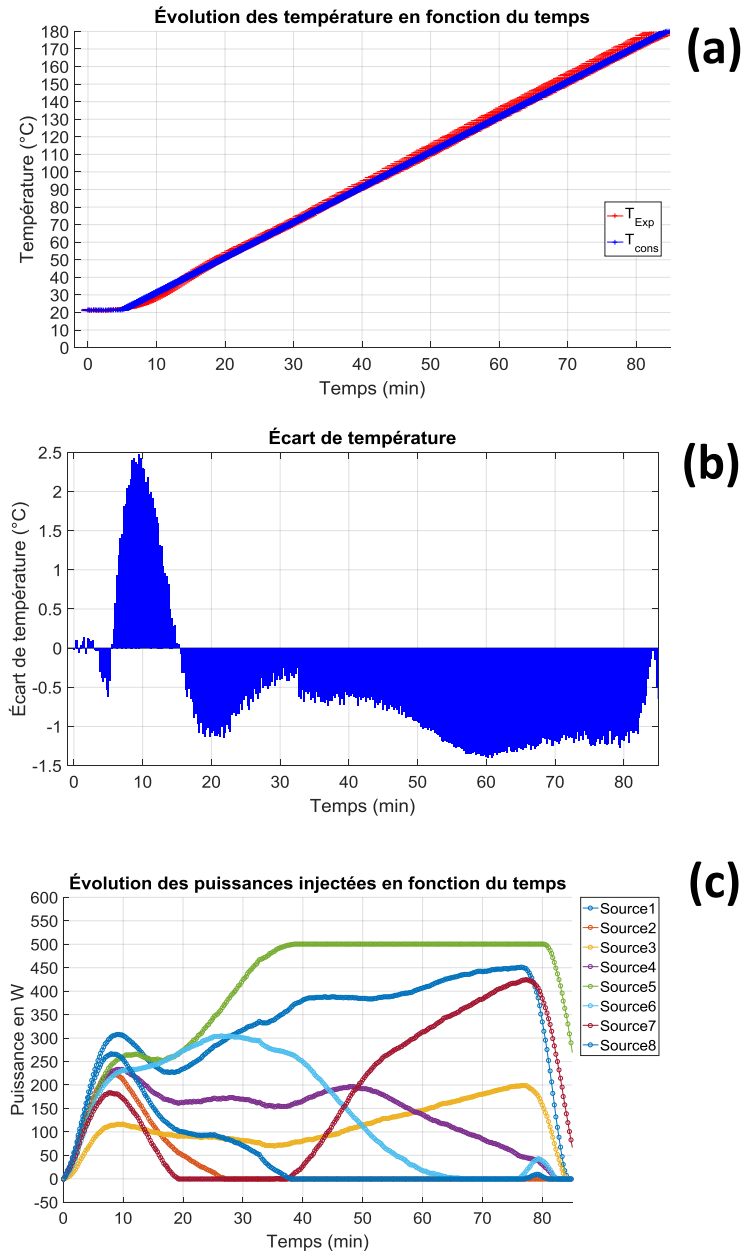 Évolution des température en fonction du temps
(a)
180
170
160
150
140
130
120
110
100
90
80
70
60
50
40
30
20
10
0
Température (°C)
T_Exp
T_cons
0 10 20 30 40 50 60 70 80
Temps (min)
Écart de température
(b)
2.5
2
1.5
1
0.5
0
-0.5
-1
-1.5
Écart de température (°C)
0 10 20 30 40 50 60 70 80
Temps (min)
(c)
Évolution des puissances injectées en fonction du temps
600
550
500
450
400
350
300
250
200
150
100
50
0
-50
Puissance en W
Source1
Source2
Source3
Source4
Source5
Source6
Source7
Source8
0 10 20 30 40 50 60 70 80
Temps (min)